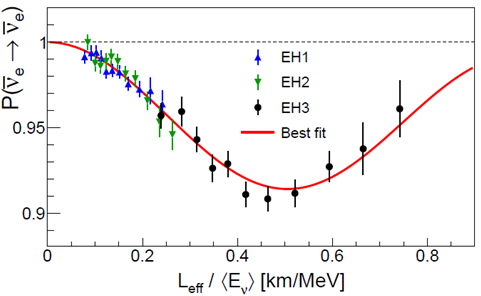 P(ν̄e → ν̄e)
1
0.95
0.9
EH1
EH2
EH3
Best fit
0 0.2 0.4 0.6 0.8
Leff / ⟨Eν⟩ [km/MeV]